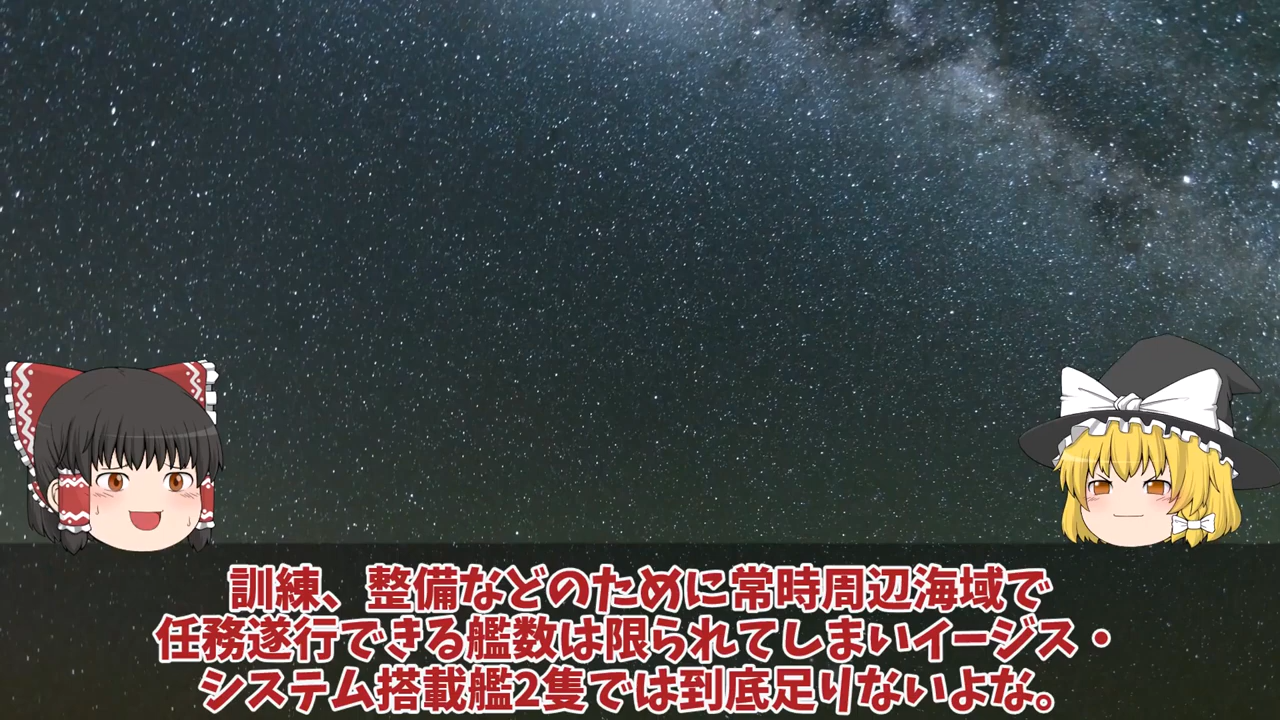 訓練、整備などのために常時周辺海域で
任務遂行できる艦数は限られてしまいイージス・
システム搭載艦2隻では到底足りないよな。